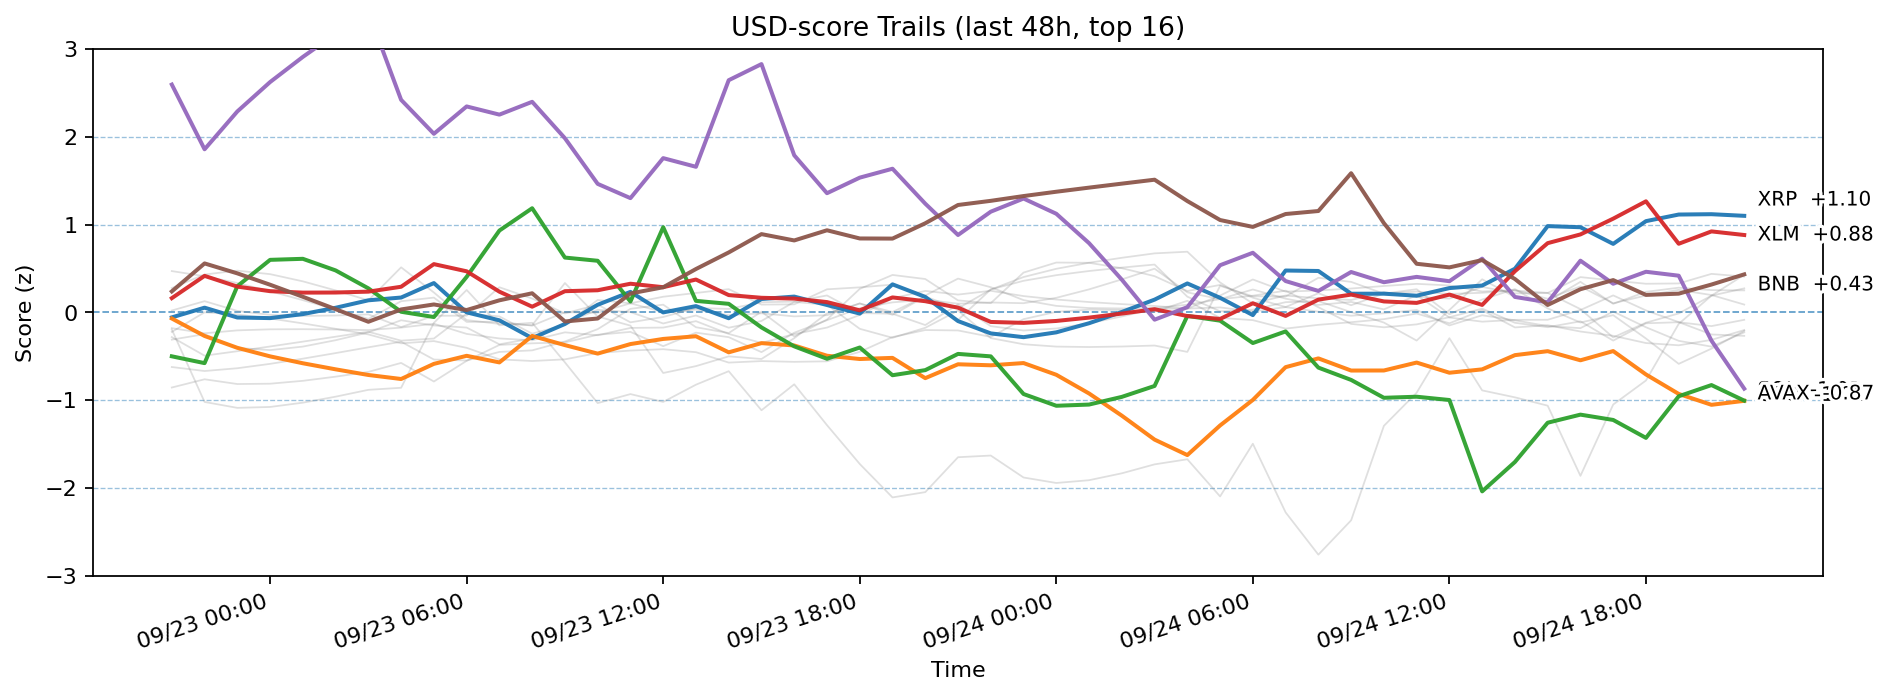 USD-score Trails (last 48h, top 16)
Score (z)
3
2
1
0
−1
−2
−3
XRP +1.10
XLM +0.88
BNB +0.43
AVAX -0.87
09/23 00:00
09/23 06:00
09/23 12:00
09/23 18:00
09/24 00:00
09/24 06:00
09/24 12:00
09/24 18:00
Time